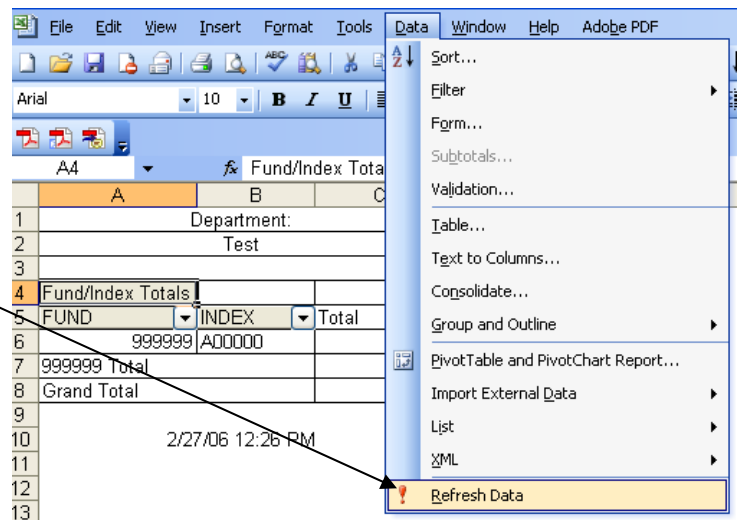 File Edit View Insert Format Tools Data Window Help Adobe PDF
ABC
Arial 10 B I U
A4 fx Fund/Index Tota
A B C
1 Department:
2 Test
3
4 Fund/Index Totals
5 FUND INDEX Total
6 999999 A00000
7 999999 Total
8 Grand Total
9
10 2/27/06 12:26 PM
11
12
13
Sort...
Filter
Form...
Subtotals...
Validation...
Table...
Text to Columns...
Consolidate...
Group and Outline
PivotTable and PivotChart Report...
Import External Data
List
XML
Refresh Data